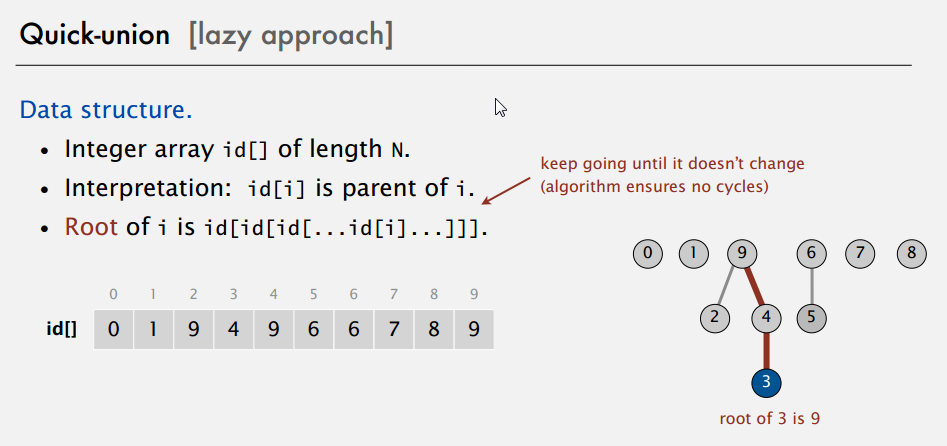 Quick-union [lazy approach]
Data structure.
• Integer array id[] of length N.
• Interpretation: id[i] is parent of i.
• Root of i is id[id[id[...id[i]...]]].
keep going until it doesn't change
(algorithm ensures no cycles)
0 1 2 3 4 5 6 7 8 9
id[] 0 1 9 4 9 6 6 7 8 9
0 1 9 6 7 8
2 4 5
3
root of 3 is 9